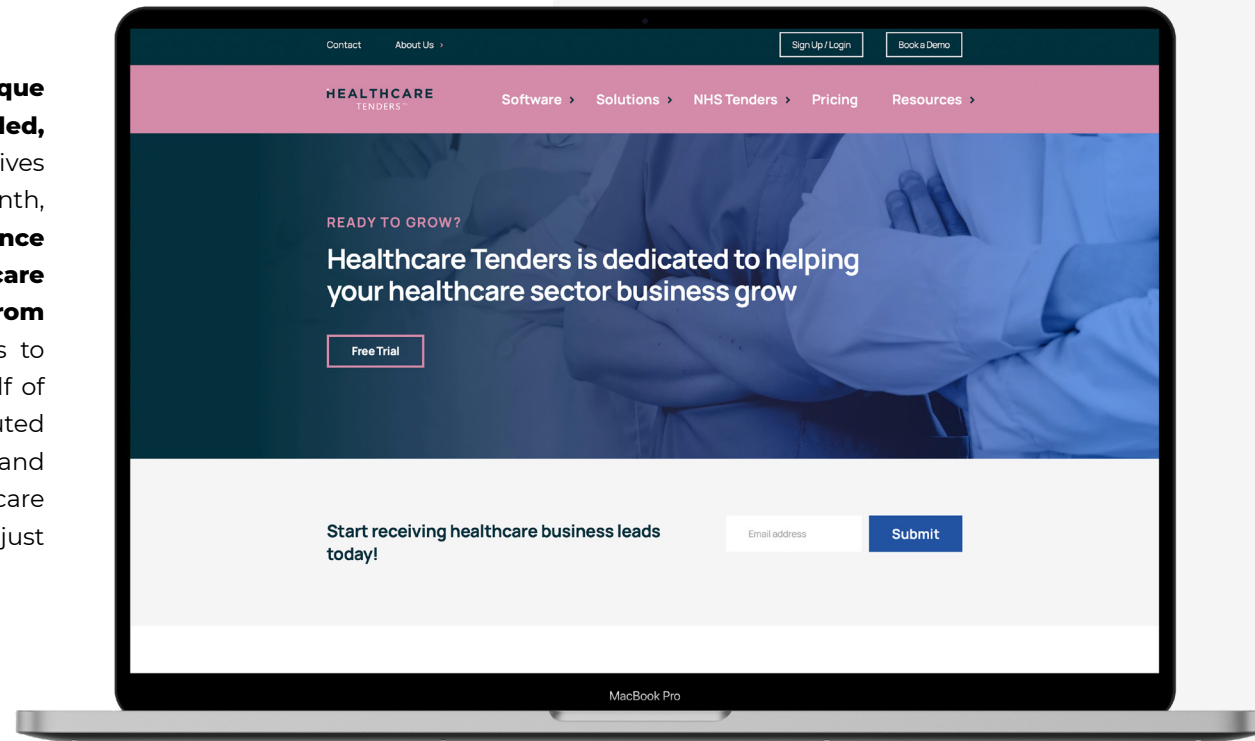 que
led,
ives
nth,
nce
care
rom
s to
lf of
uted
and
care
just
Contact About Us › Sign Up / Login Book a Demo
HEALTHCARE
TENDERS™
Software › Solutions › NHS Tenders › Pricing Resources ›
READY TO GROW?
Healthcare Tenders is dedicated to helping
your healthcare sector business grow
Free Trial
Start receiving healthcare business leads
today!
Email address
Submit
MacBook Pro